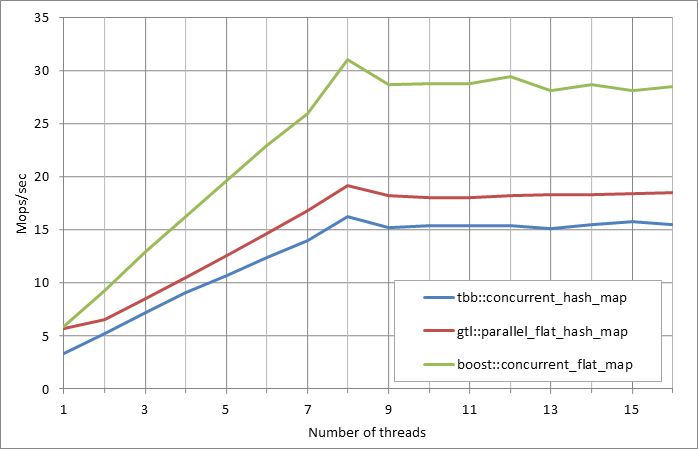 35
30
25
20
15
10
5
0
Mops/sec
tbb::concurrent_hash_map
gtl::parallel_flat_hash_map
boost::concurrent_flat_map
1 3 5 7 9 11 13 15
Number of threads